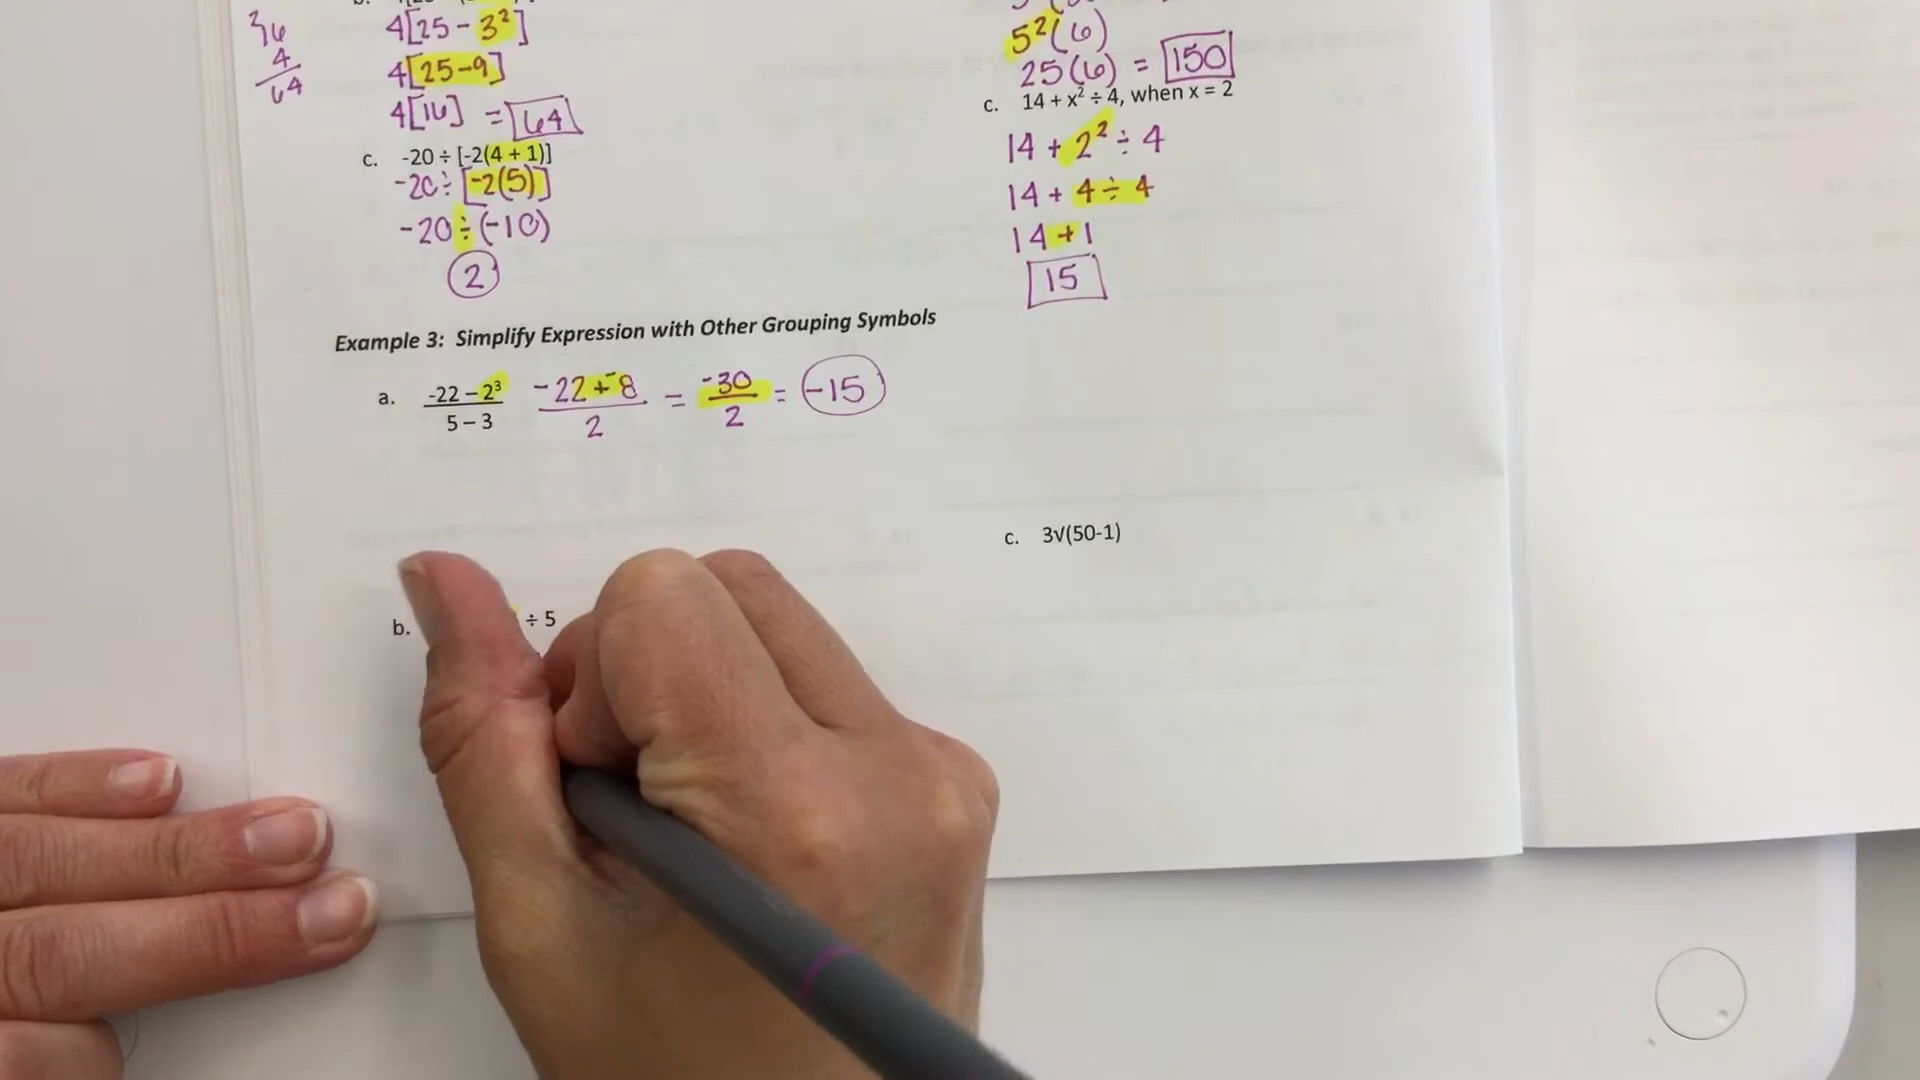 b.
4[25 - 3²]
4[25-9]
4[16] = 64
16
4
64
c. -20 ÷ [-2(4 + 1)]
-20 ÷ [-2(5)]
-20 ÷ (-10)
2
5²(6)
25(6) = 150
c. 14 + x² ÷ 4, when x = 2
14 + 2² ÷ 4
14 + 4 ÷ 4
14 + 1
15
Example 3: Simplify Expression with Other Grouping Symbols
a. -22 – 2³ / 5 – 3 -22 + -8 / 2 = -30 / 2 = -15
c. 3√(50-1)
b. ÷ 5